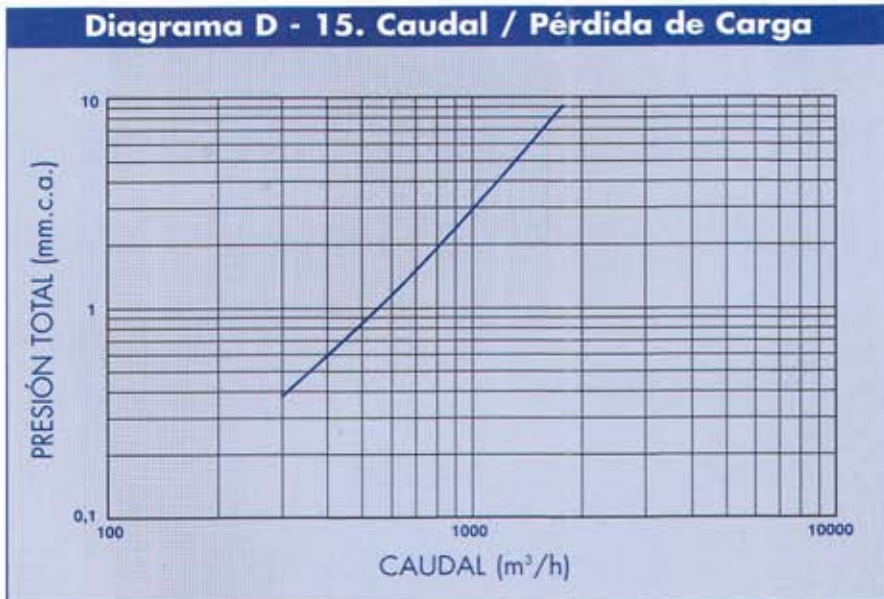 Diagrama D - 15. Caudal / Pérdida de Carga
10
1
0,1
PRESIÓN TOTAL (mm.c.a.)
100
1000
10000
CAUDAL (m³/h)